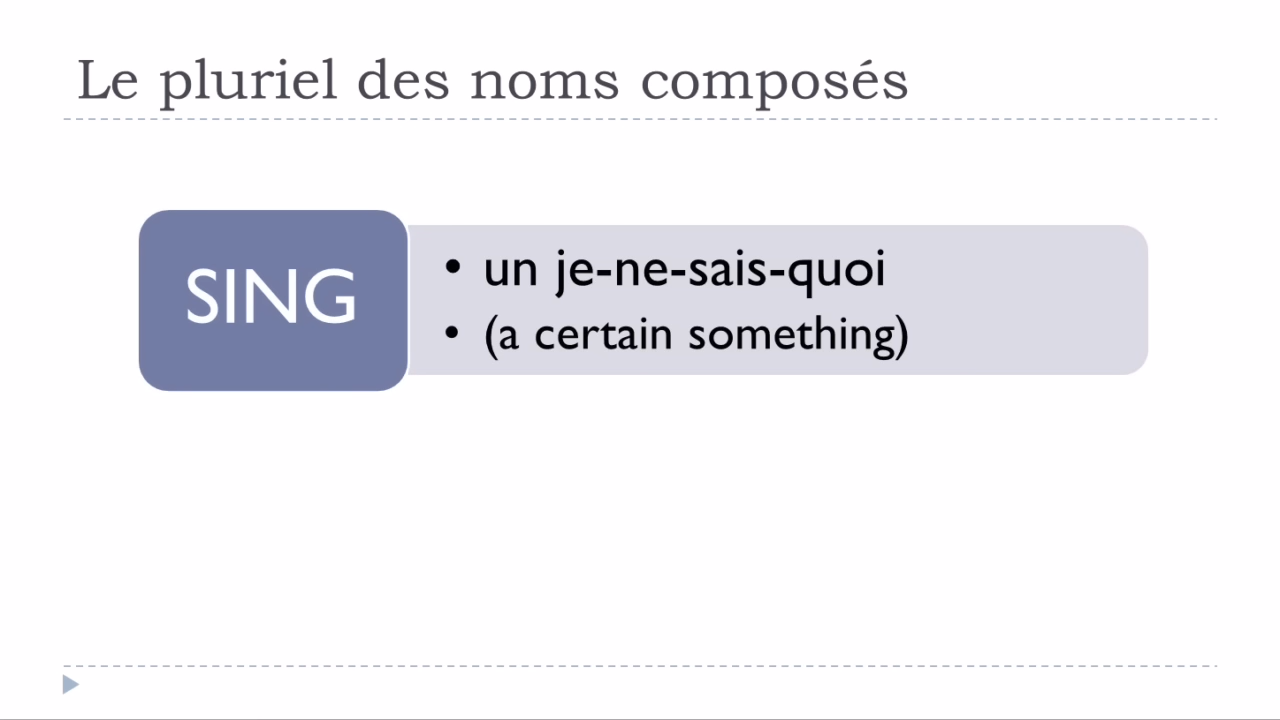 Le pluriel des noms composés
SING
• un je-ne-sais-quoi
• (a certain something)